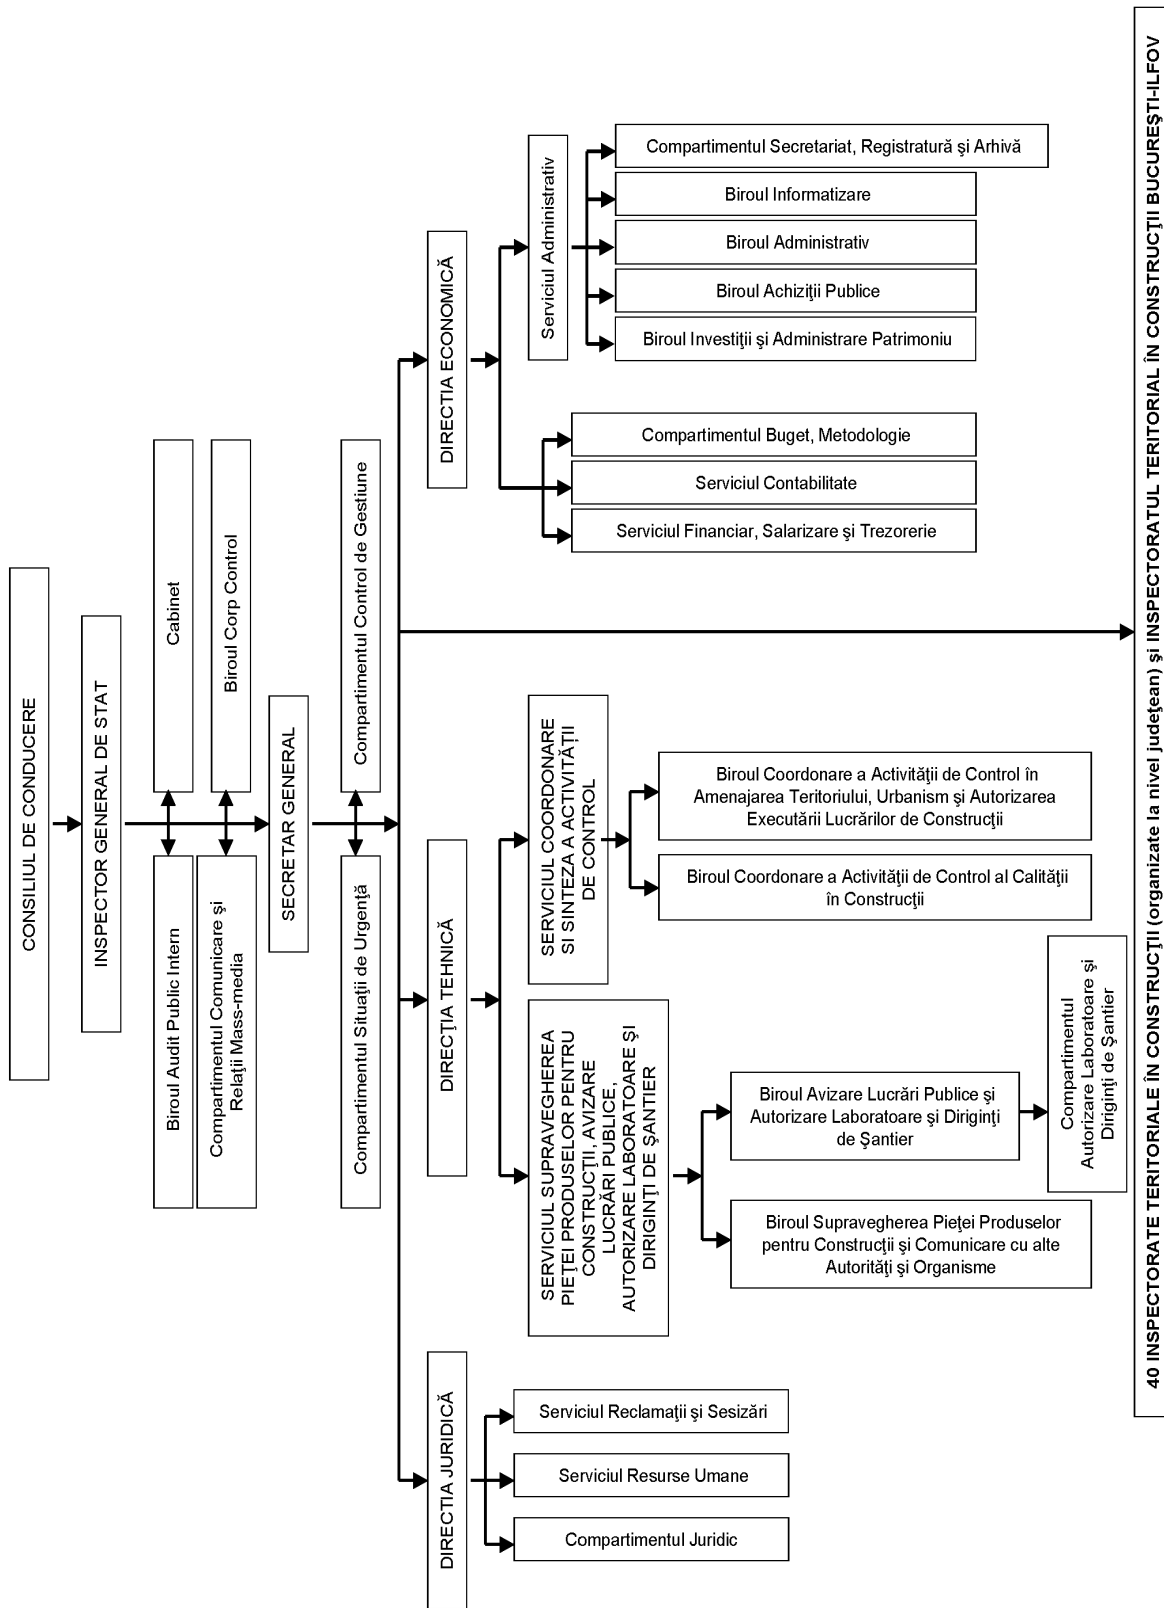 CONSILIUL DE CONDUCERE
INSPECTOR GENERAL DE STAT
Biroul Audit Public Intern
Cabinet
Compartimentul Comunicare şi
Relaţii Mass-media
Biroul Corp Control
SECRETAR GENERAL
Compartimentul Situaţii de Urgenţă
Compartimentul Control de Gestiune
DIRECTIA JURIDICĂ
Compartimentul Juridic
Serviciul Resurse Umane
Serviciul Reclamaţii şi Sesizări
DIRECŢIA TEHNICĂ
SERVICIUL SUPRAVEGHEREA
PIEŢEI PRODUSELOR PENTRU
CONSTRUCŢII, AVIZARE
LUCRĂRI PUBLICE,
AUTORIZARE LABORATOARE ŞI
DIRIGINŢI DE ŞANTIER
Biroul Supravegherea Pieţei Produselor
pentru Construcţii şi Comunicare cu alte
Autorităţi şi Organisme
Biroul Avizare Lucrări Publice şi
Autorizare Laboratoare şi Diriginţi
de Şantier
Compartimentul
Autorizare Laboratoare şi
Diriginţi de Şantier
SERVICIUL COORDONARE
SI SINTEZA A ACTIVITĂȚII
DE CONTROL
Biroul Coordonare a Activităţii de Control al Calităţii
în Construcţii
Biroul Coordonare a Activităţii de Control în
Amenajarea Teritoriului, Urbanism şi Autorizarea
Executării Lucrărilor de Construcţii
DIRECTIA ECONOMICĂ
Serviciul Financiar, Salarizare şi Trezorerie
Serviciul Contabilitate
Compartimentul Buget, Metodologie
Serviciul Administrativ
Biroul Investiţii şi Administrare Patrimoniu
Biroul Achiziţii Publice
Biroul Administrativ
Biroul Informatizare
Compartimentul Secretariat, Registratură şi Arhivă
40 INSPECTORATE TERITORIALE ÎN CONSTRUCŢII (organizate la nivel judeţean) şi INSPECTORATUL TERITORIAL ÎN CONSTRUCŢII BUCUREŞTI-ILFOV